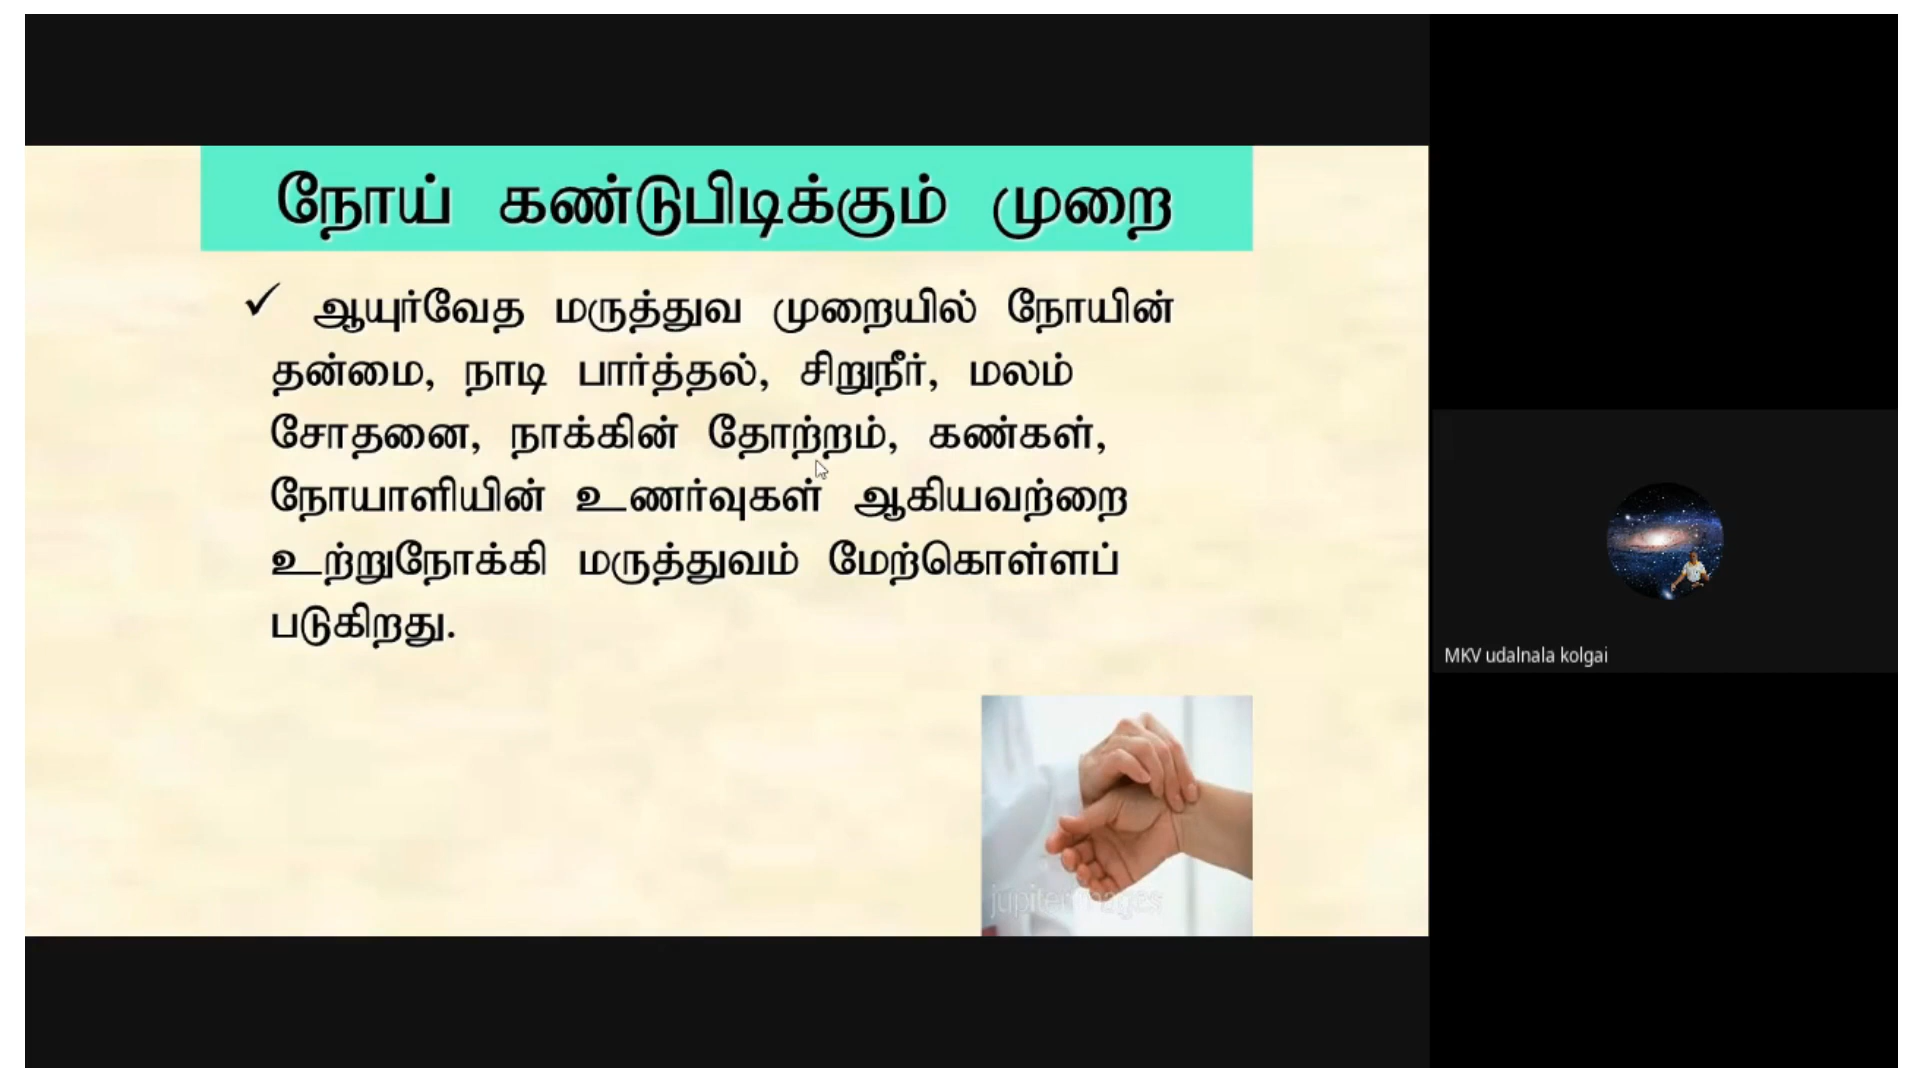 நோய் கண்டுபிடிக்கும் முறை
✓ ஆயுர்வேத மருத்துவ முறையில் நோயின்
தன்மை, நாடி பார்த்தல், சிறுநீர், மலம்
சோதனை, நாக்கின் தோற்றம், கண்கள்,
நோயாளியின் உணர்வுகள் ஆகியவற்றை
உற்றுநோக்கி மருத்துவம் மேற்கொள்ளப்
படுகிறது.
jupiterimages
MKV udalnala kolgai